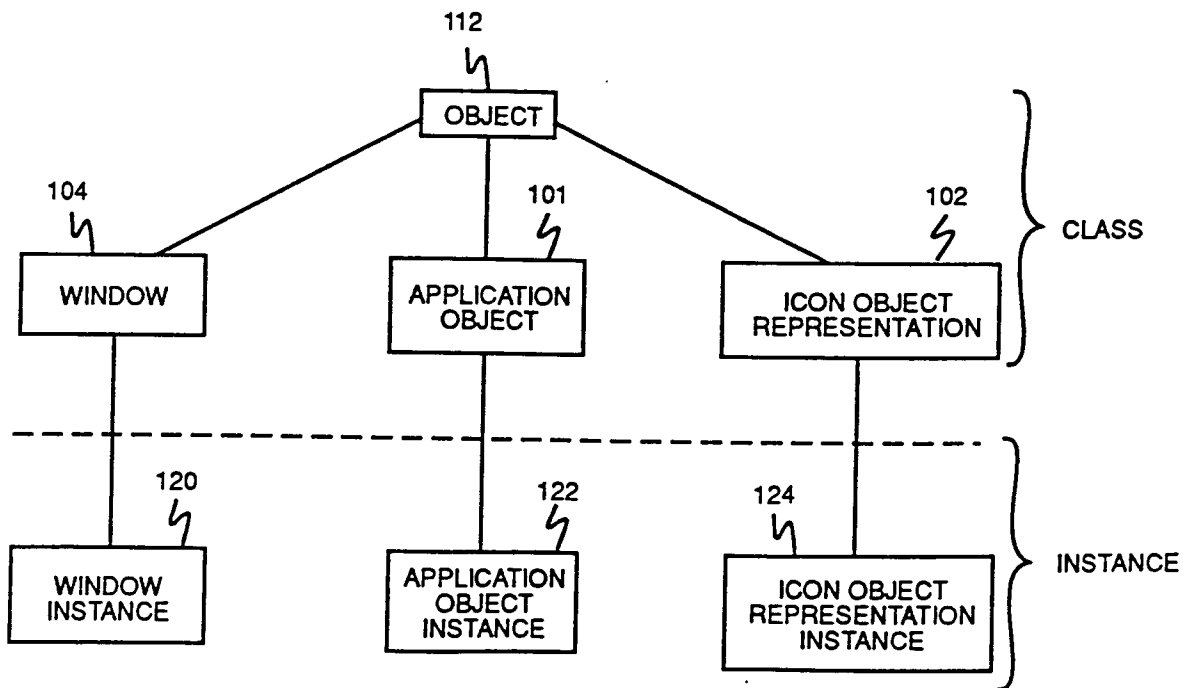 112
OBJECT
104
101
102
CLASS
WINDOW
APPLICATION
OBJECT
ICON OBJECT
REPRESENTATION
120
122
124
INSTANCE
WINDOW
INSTANCE
APPLICATION
OBJECT
INSTANCE
ICON OBJECT
REPRESENTATION
INSTANCE